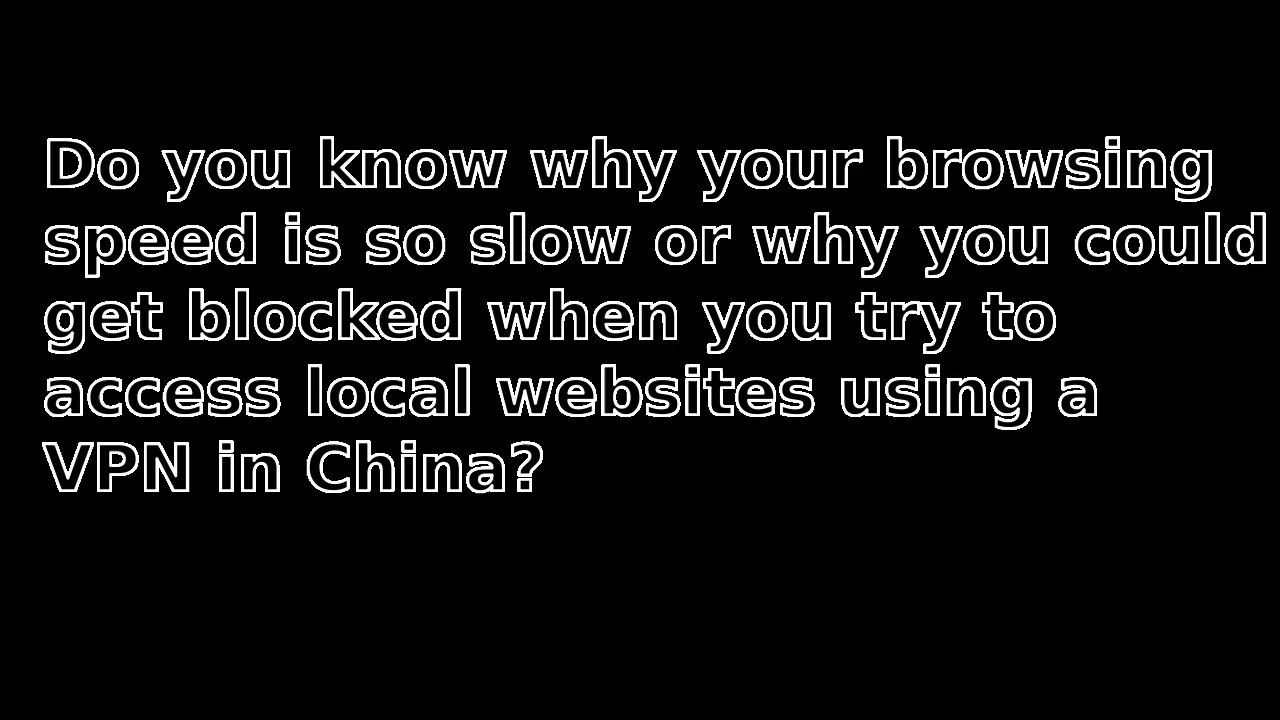 Do you know why your browsing
speed is so slow or why you could
get blocked when you try to
access local websites using a
VPN in China?